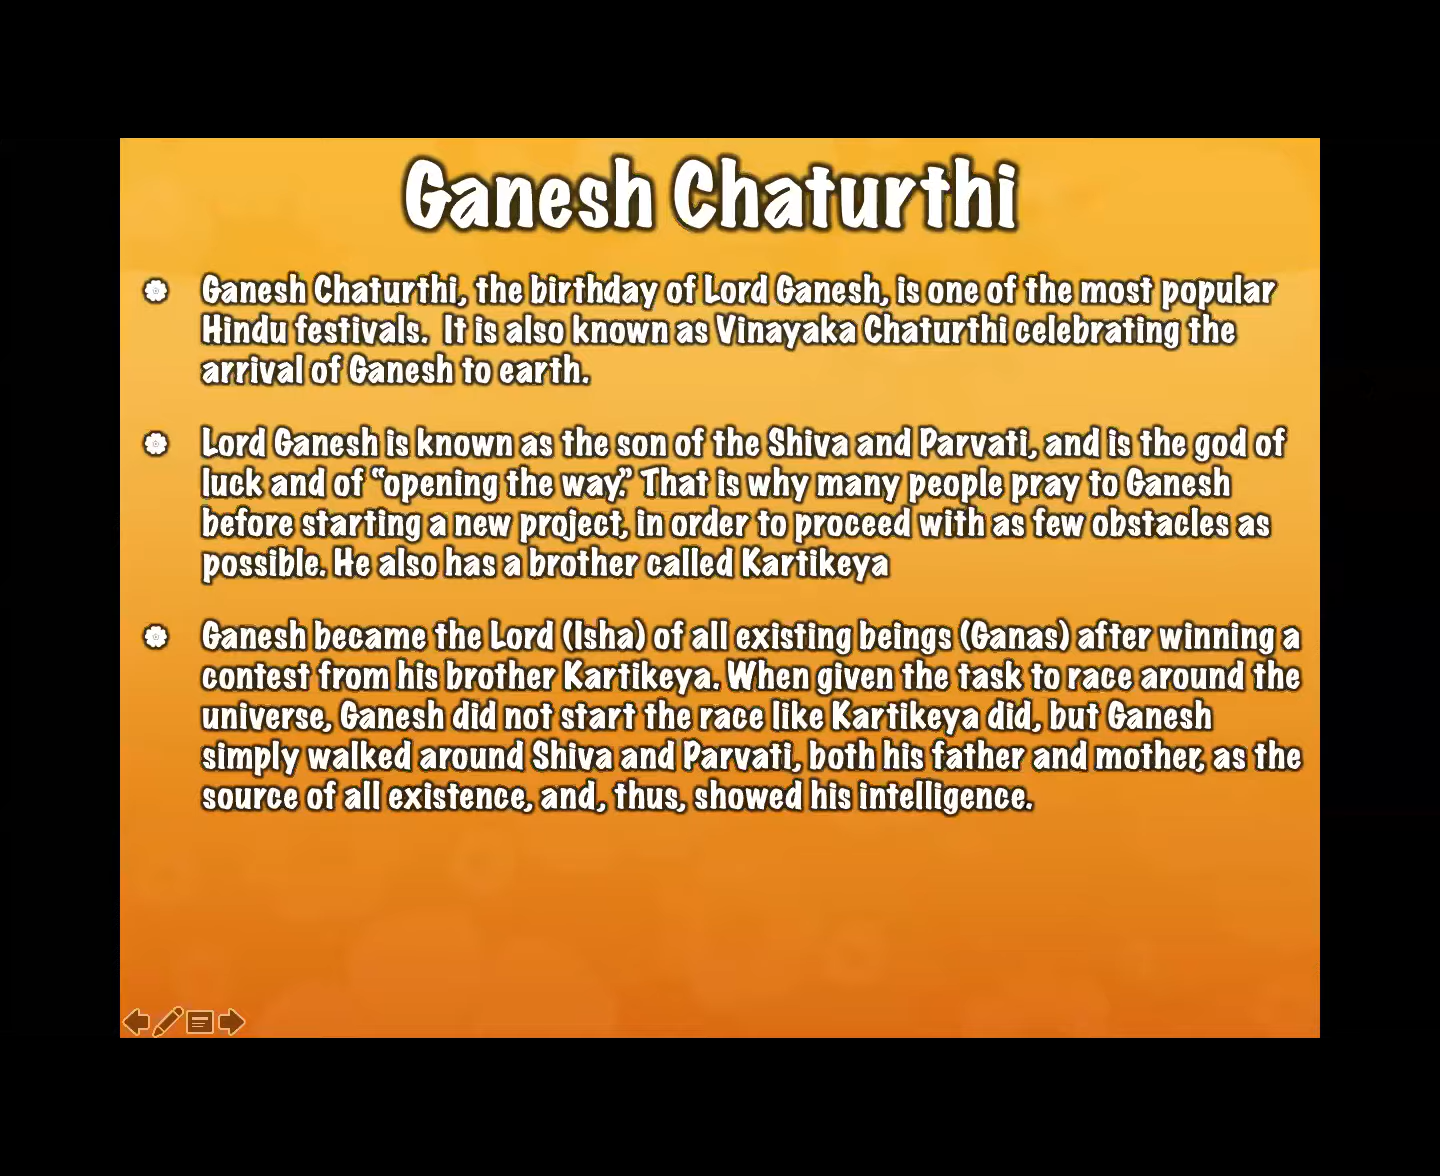 Ganesh Chaturthi
Ganesh Chaturthi, the birthday of Lord Ganesh, is one of the most popular
Hindu festivals.  It is also known as Vinayaka Chaturthi celebrating the
arrival of Ganesh to earth.
Lord Ganesh is known as the son of the Shiva and Parvati, and is the god of
luck and of “opening the way.” That is why many people pray to Ganesh
before starting a new project, in order to proceed with as few obstacles as
possible. He also has a brother called Kartikeya
Ganesh became the Lord (Isha) of all existing beings (Ganas) after winning a
contest from his brother Kartikeya. When given the task to race around the
universe, Ganesh did not start the race like Kartikeya did, but Ganesh
simply walked around Shiva and Parvati, both his father and mother, as the
source of all existence, and, thus, showed his intelligence.